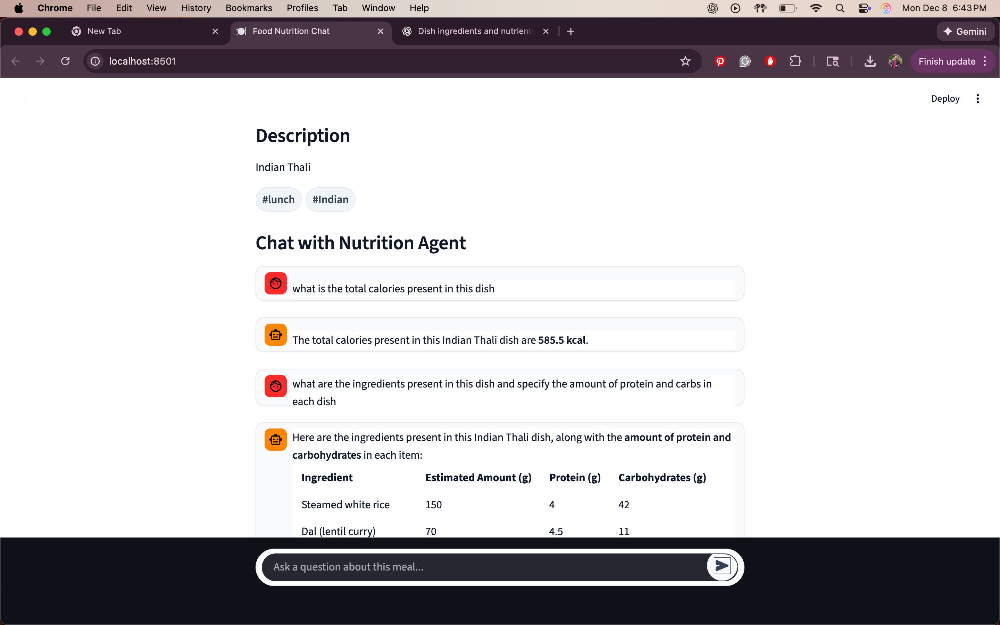 Chrome File Edit View History Bookmarks Profiles Tab Window Help Mon Dec 8 6:43 PM
New Tab Food Nutrition Chat Dish ingredients and nutrients Gemini
localhost:8501 Finish update
Deploy
Description
Indian Thali
#lunch #Indian
Chat with Nutrition Agent
what is the total calories present in this dish
The total calories present in this Indian Thali dish are 585.5 kcal.
what are the ingredients present in this dish and specify the amount of protein and carbs in
each dish
Here are the ingredients present in this Indian Thali dish, along with the amount of protein and
carbohydrates in each item:
Ingredient Estimated Amount (g) Protein (g) Carbohydrates (g)
Steamed white rice 150 4 42
Dal (lentil curry) 70 4.5 11
Ask a question about this meal...